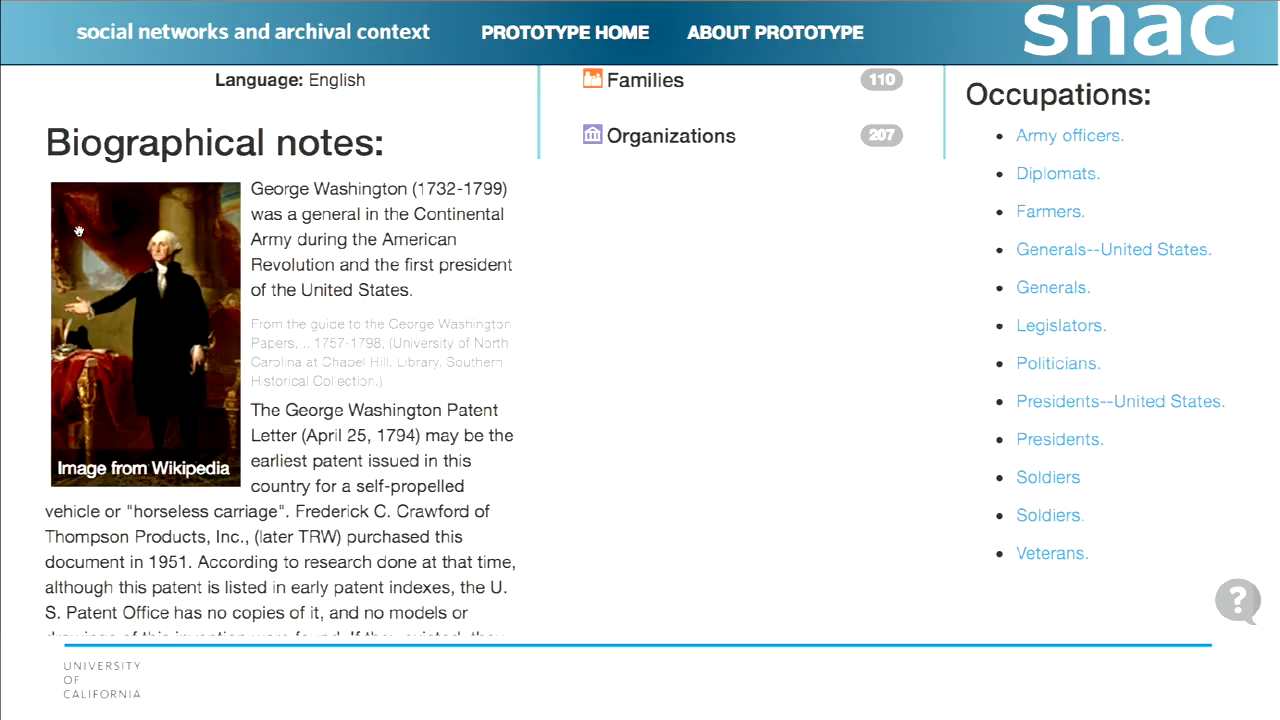 social networks and archival context
PROTOTYPE HOME
ABOUT PROTOTYPE
snac
Language: English
Biographical notes:
George Washington (1732-1799)
was a general in the Continental
Army during the American
Revolution and the first president
of the United States.
From the guide to the George Washington
Papers, ., 1757-1798, (University of North
Carolina at Chapel Hill. Library. Southern
Historical Collection.)
The George Washington Patent
Letter (April 25, 1794) may be the
earliest patent issued in this
country for a self-propelled
vehicle or "horseless carriage". Frederick C. Crawford of
Thompson Products, Inc., (later TRW) purchased this
document in 1951. According to research done at that time,
although this patent is listed in early patent indexes, the U.
S. Patent Office has no copies of it, and no models or
Image from Wikipedia
Families
110
Organizations
207
Occupations:
Army officers.
Diplomats.
Farmers.
Generals--United States.
Generals.
Legislators.
Politicians.
Presidents--United States.
Presidents.
Soldiers
Soldiers.
Veterans.
?
UNIVERSITY
OF
CALIFORNIA